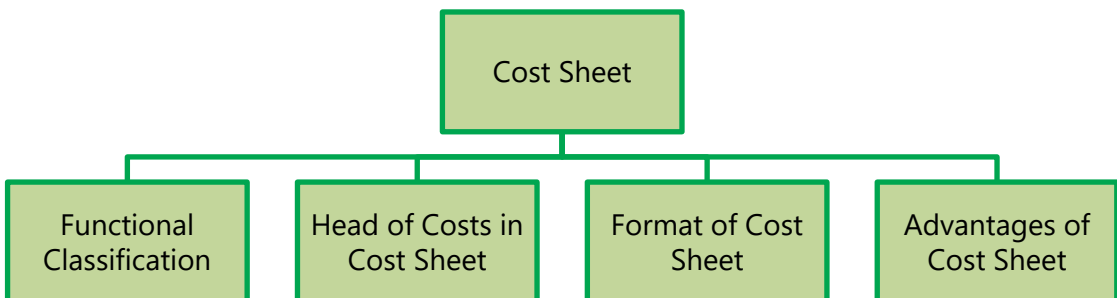 Cost Sheet
Functional
Classification
Head of Costs in
Cost Sheet
Format of Cost
Sheet
Advantages of
Cost Sheet